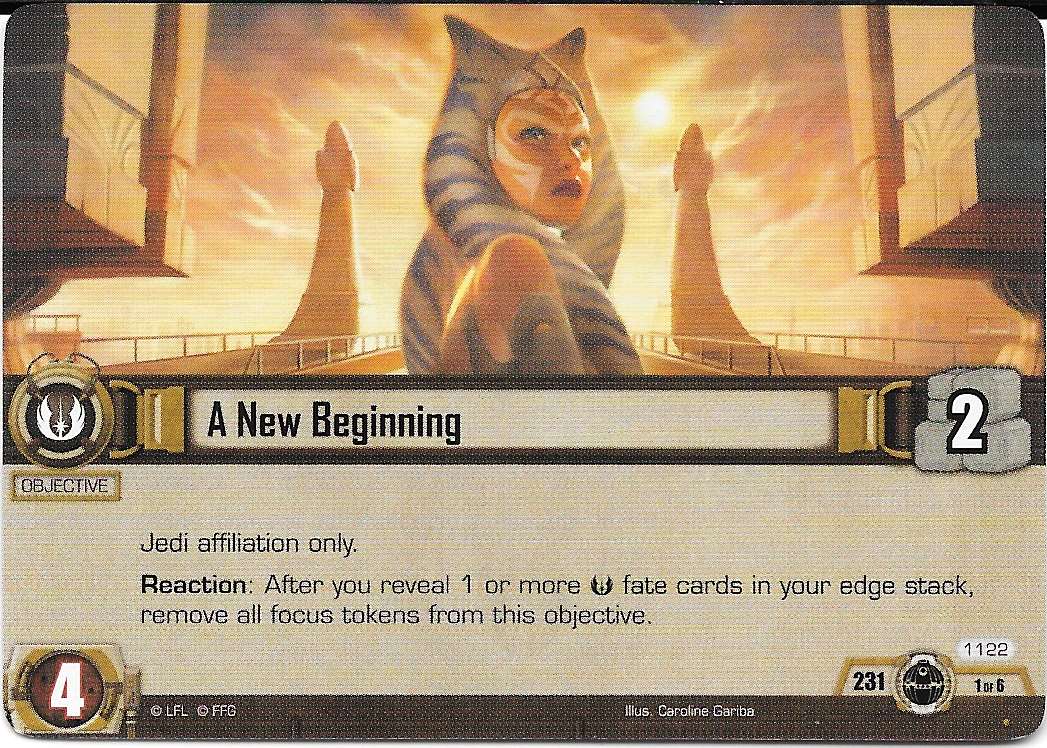 A New Beginning
2
OBJECTIVE
Jedi affiliation only.
Reaction: After you reveal 1 or more fate cards in your edge stack,
remove all focus tokens from this objective.
1122
4
231
1 OF 6
© LFL © FFG
Illus. Caroline Gariba